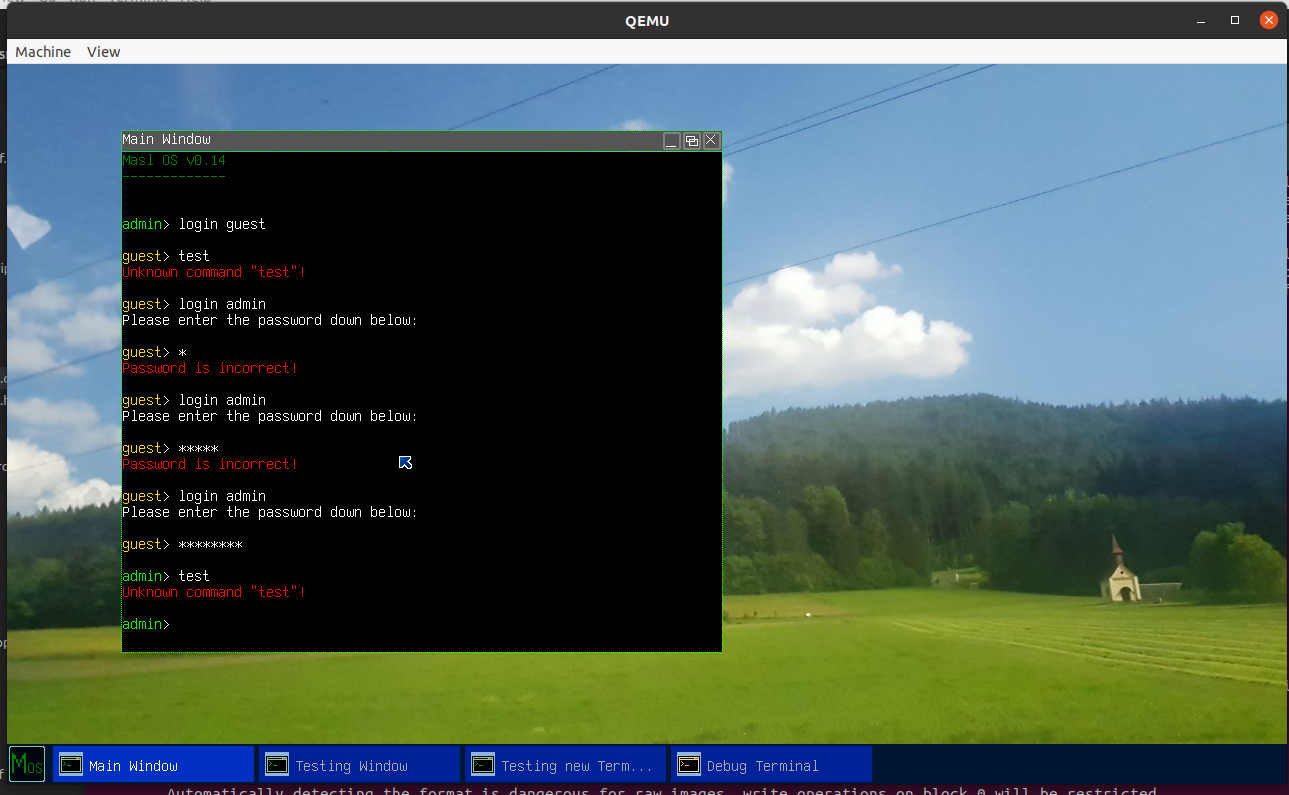 QEMU
Machine View
Main Window
Masl OS v0.14
-------------
admin> login guest
guest> test
Unknown command "test"!
guest> login admin
Please enter the password down below:
guest> *
Password is incorrect!
guest> login admin
Please enter the password down below:
guest> *****
Password is incorrect!
guest> login admin
Please enter the password down below:
guest> ********
admin> test
Unknown command "test"!
admin>
Mos Main Window Testing Window Testing new Term... Debug Terminal
Automatically detecting the format is dangerous for raw images, write operations on block 0 will be restricted